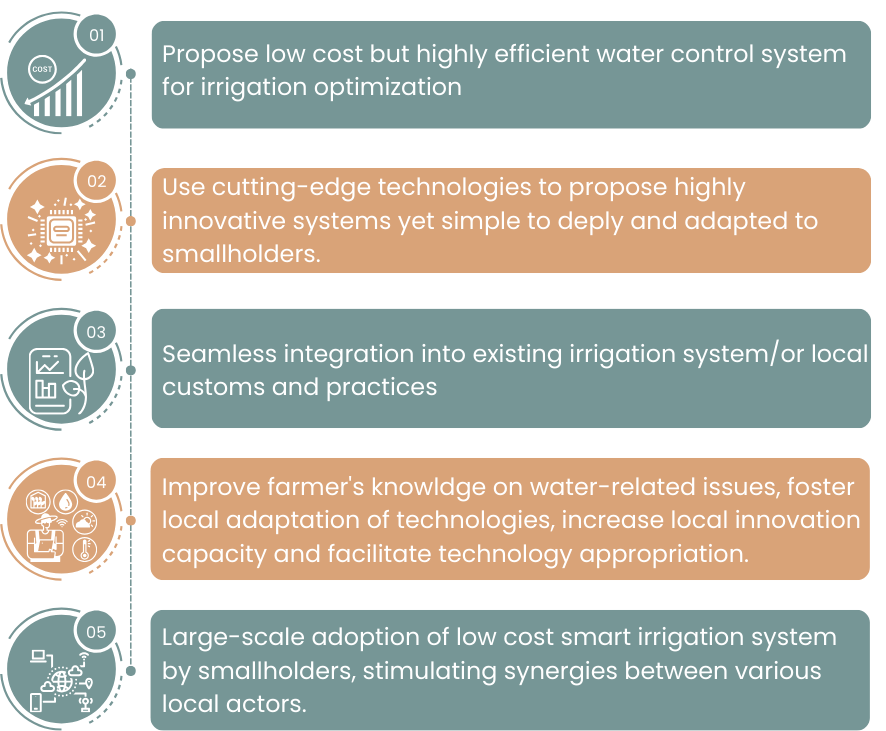 01
COST
Propose low cost but highly efficient water control system
for irrigation optimization
02
Use cutting-edge technologies to propose highly
innovative systems yet simple to deply and adapted to
smallholders.
03
Seamless integration into existing irrigation system/or local
customs and practices
04
Improve farmer's knowldge on water-related issues, foster
local adaptation of technologies, increase local innovation
capacity and facilitate technology appropriation.
05
Large-scale adoption of low cost smart irrigation system
by smallholders, stimulating synergies between various
local actors.